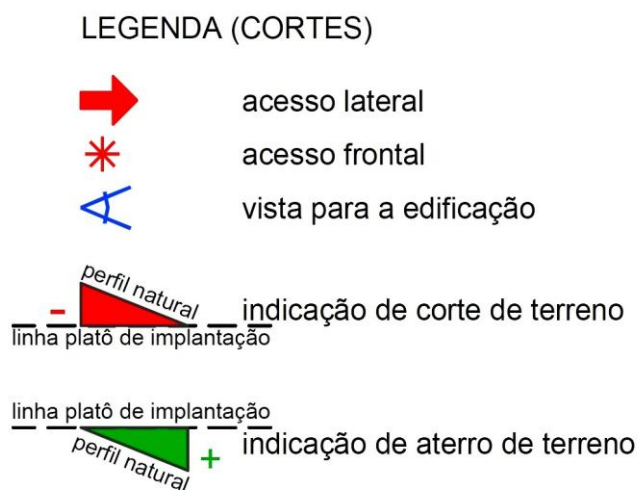 LEGENDA (CORTES)
acesso lateral
acesso frontal
vista para a edificação
perfil natural
- indicação de corte de terreno
linha platô de implantação
linha platô de implantação
perfil natural
+ indicação de aterro de terreno